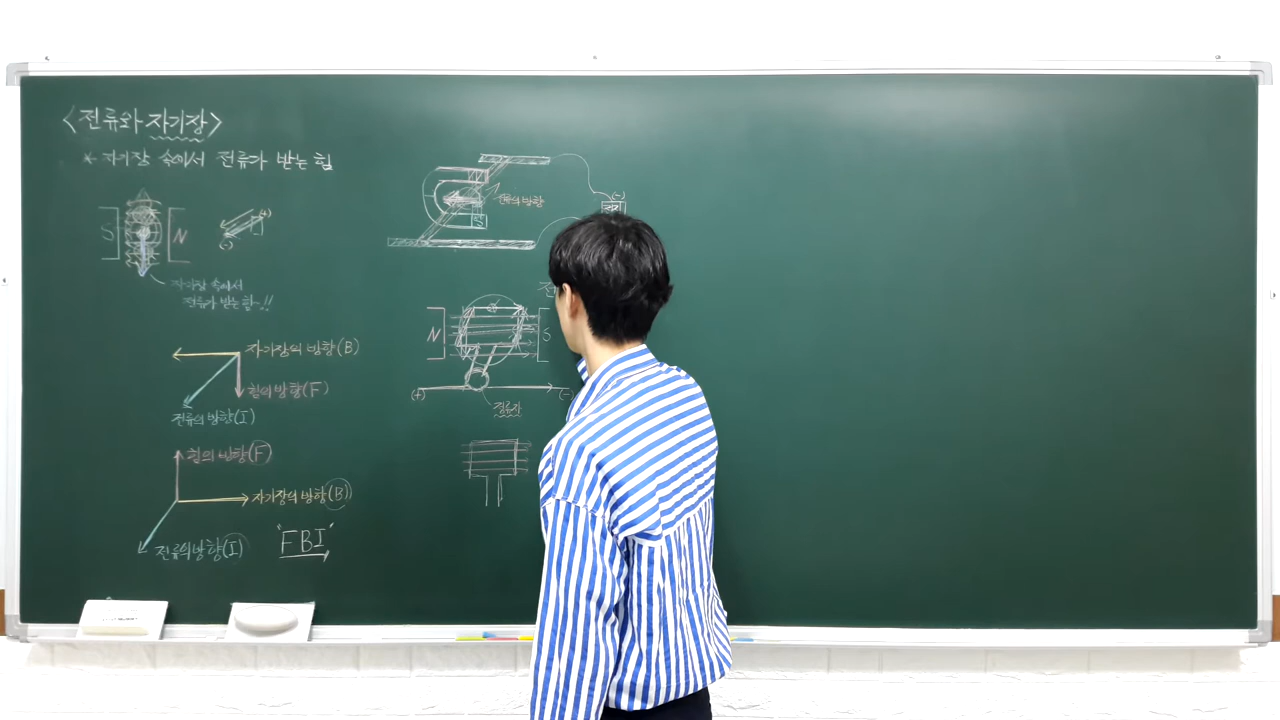 <전류와 자기장>
* 자기장 속에서 전류가 받는 힘
S N
(+)
(-)
자기장 속에서
전류가 받는 힘~!!
자기장의 방향(B)
힘의 방향(F)
전류의 방향(I)
힘의 방향(F)
자기장의 방향(B)
전류의 방향(I)
'FBI'
전류의 방향
S
(-)
전
N S
(+) (-)
정류자